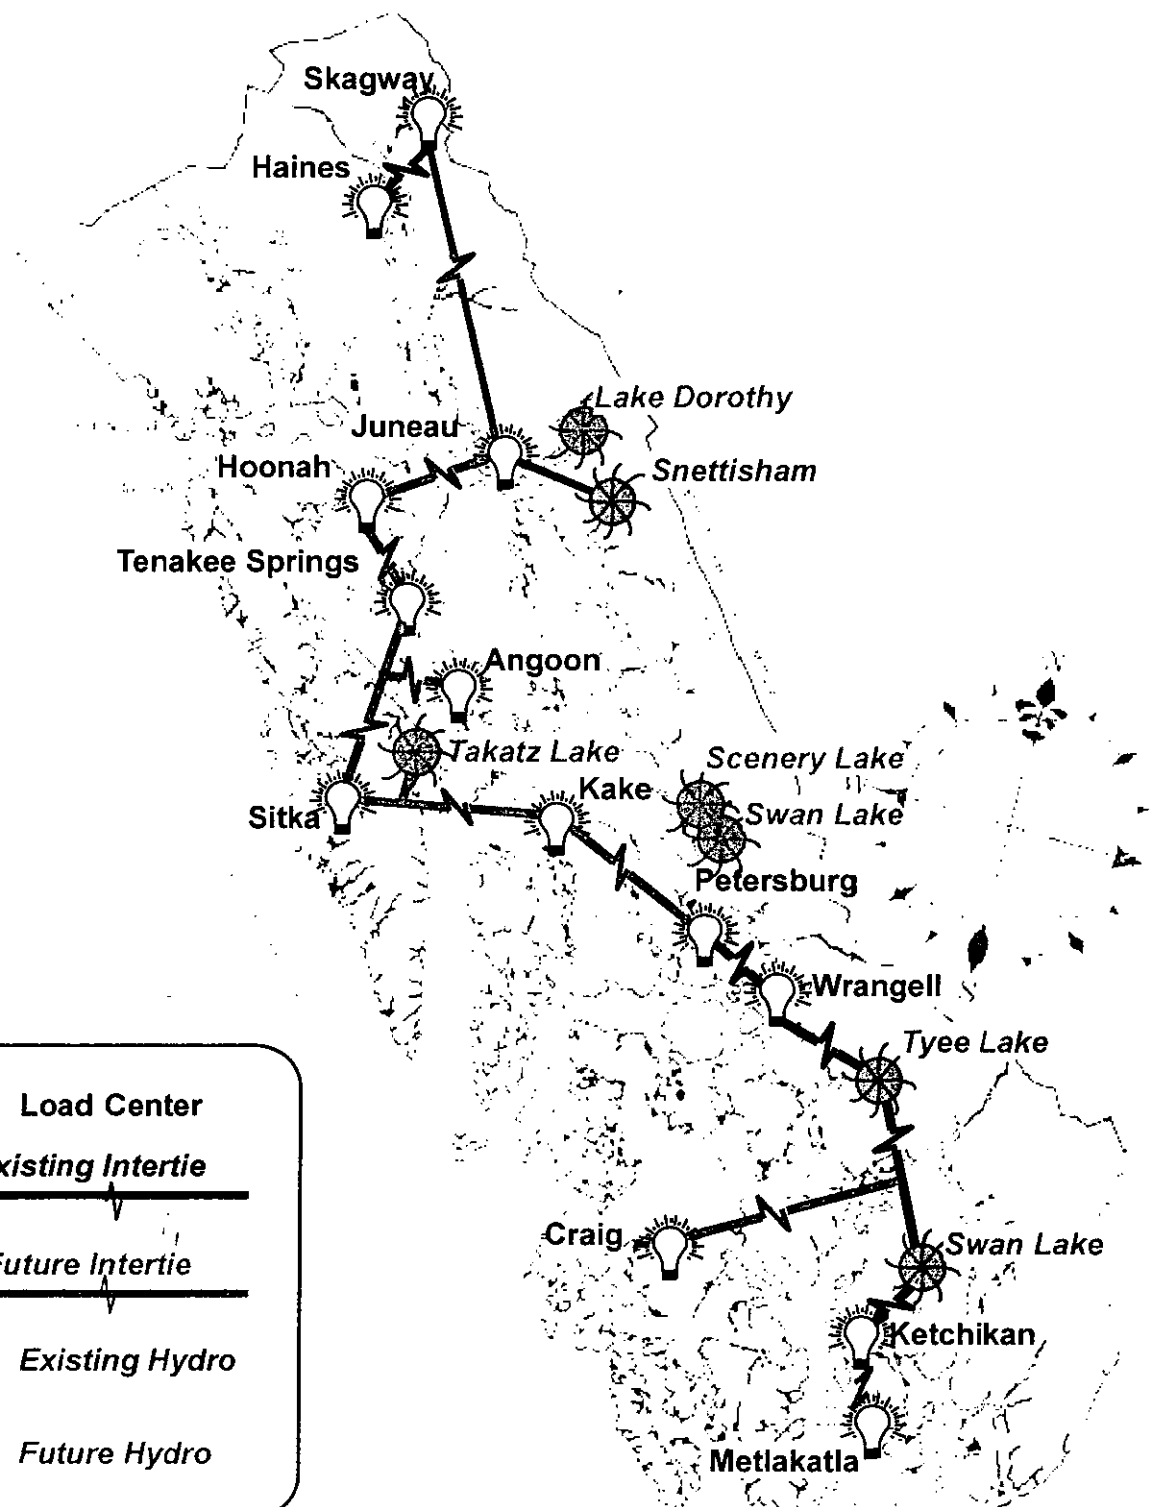 Skagway
Haines
Lake Dorothy
Juneau
Hoonah
Snettisham
Tenakee Springs
Angoon
Takatz Lake
Scenery Lake
Kake
Swan Lake
Sitka
Petersburg
Wrangell
Tyee Lake
Load Center
xisting Intertie
Craig
Swan Lake
Future Intertie
Ketchikan
Existing Hydro
Future Hydro
Metlakatla